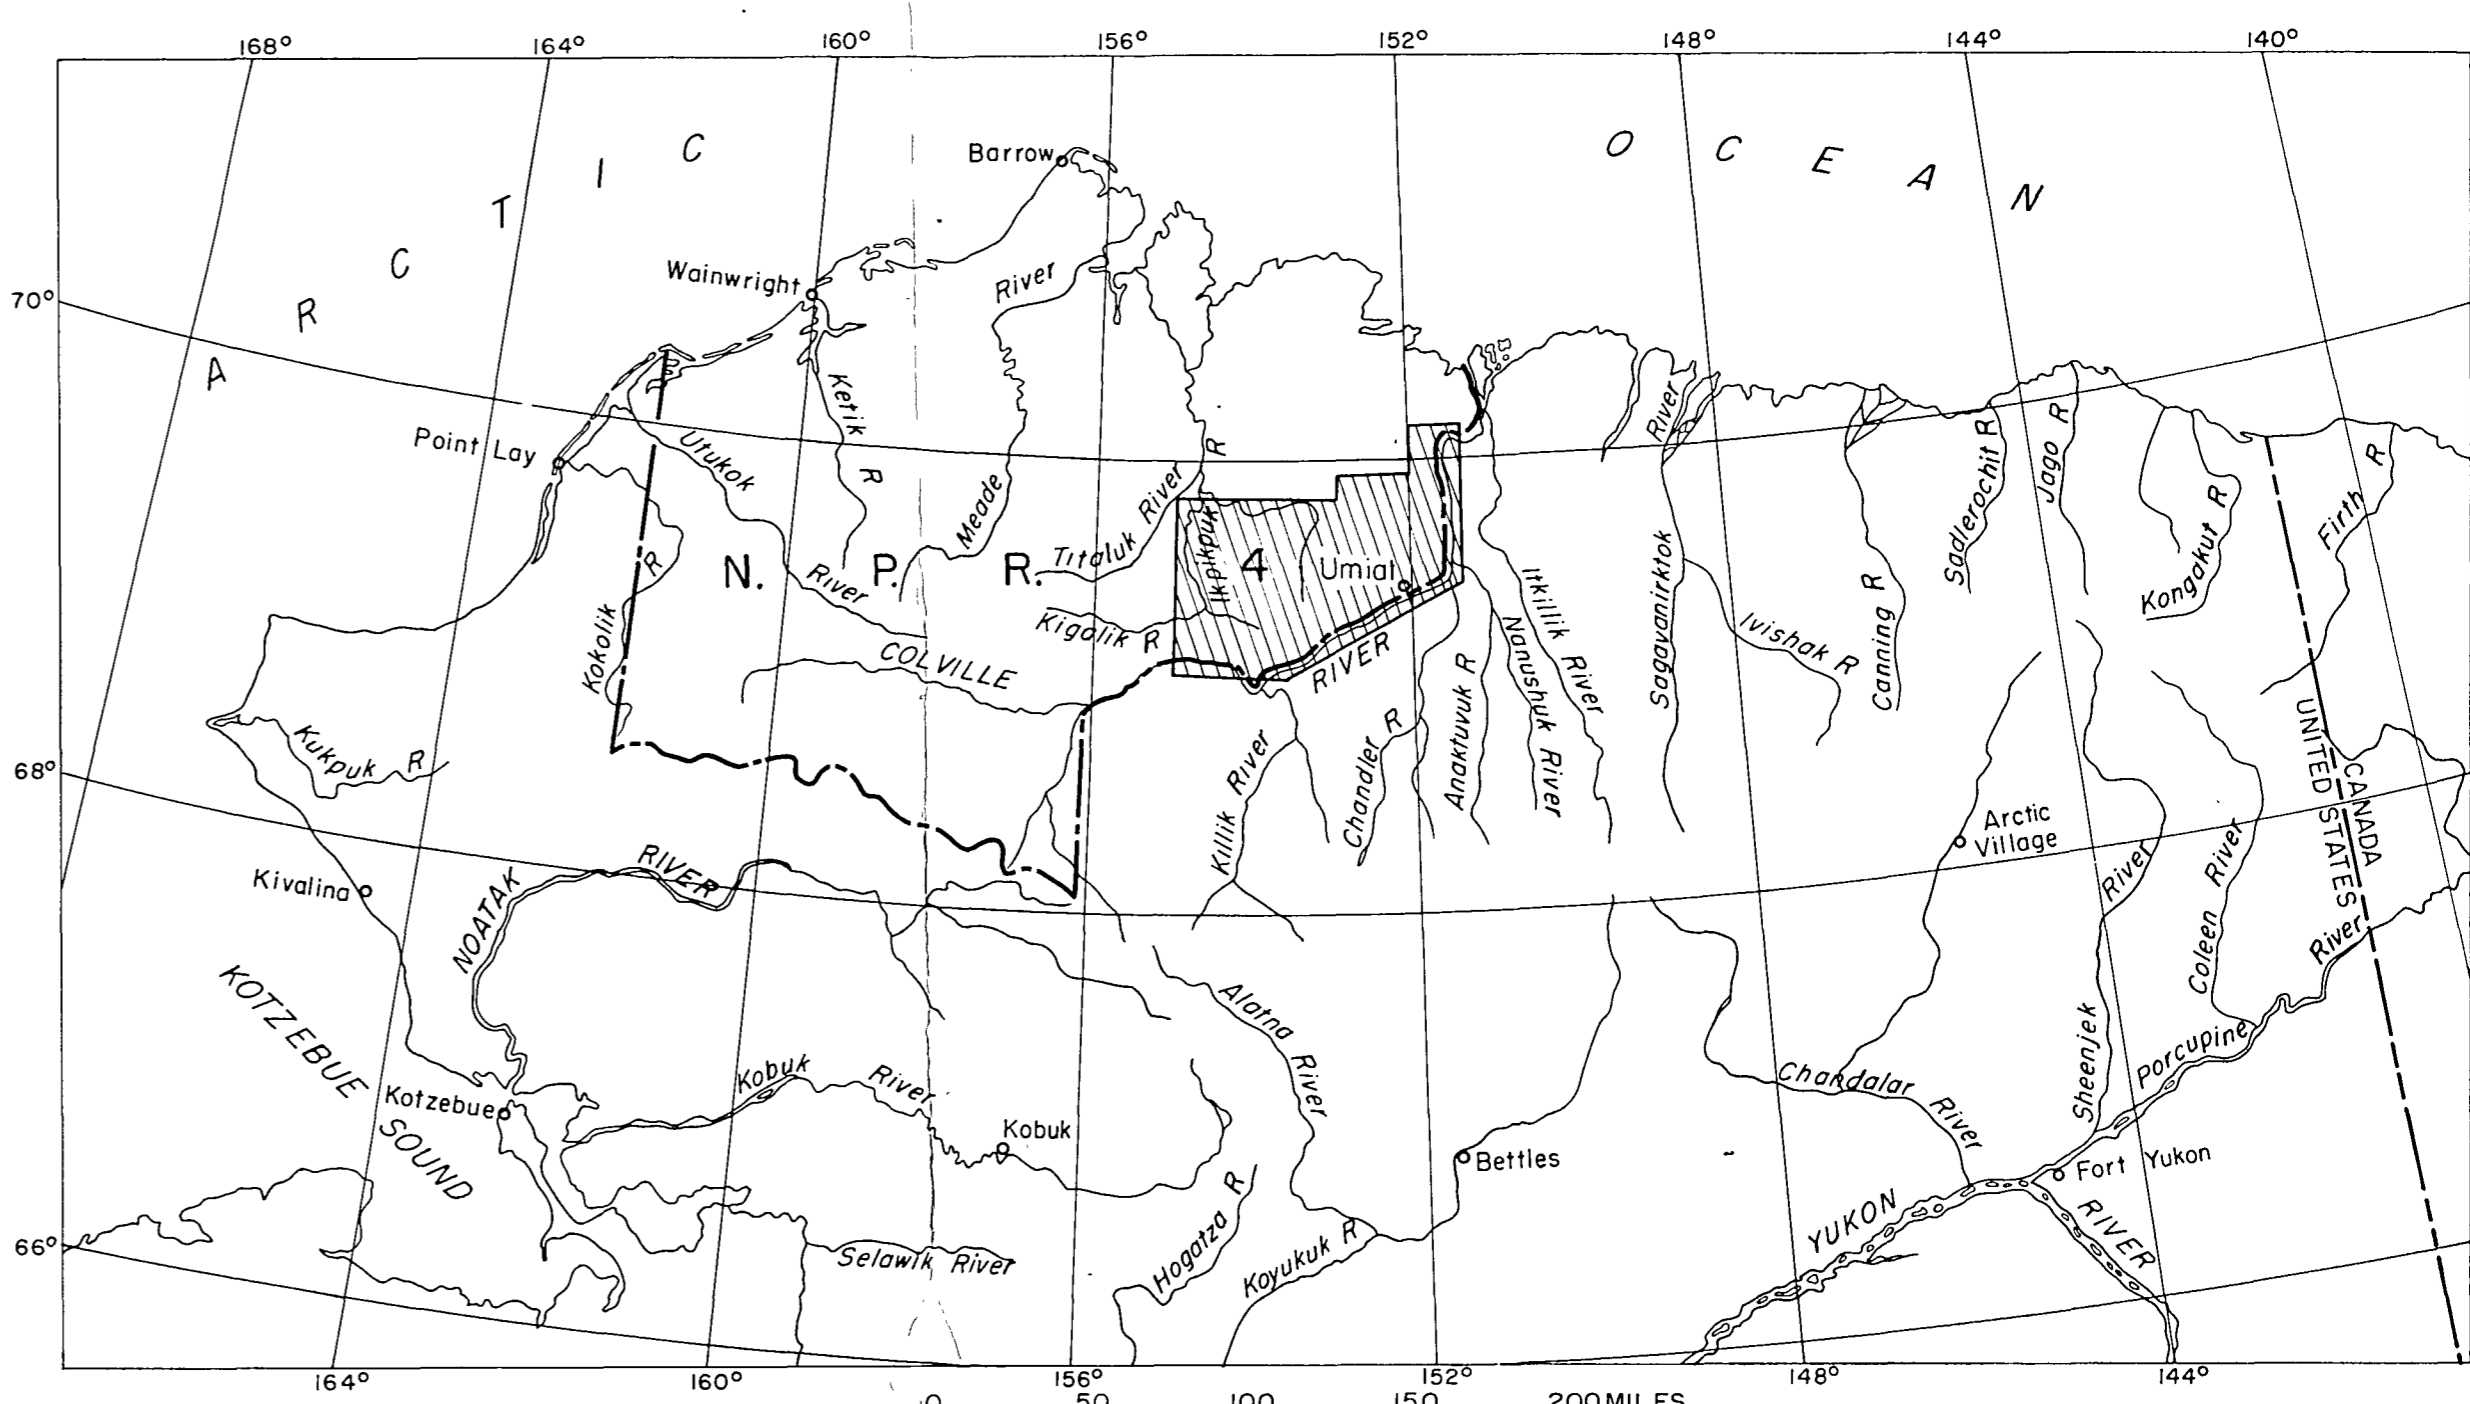 168° 164° 160° 156° 152° 148° 144° 140°
ARCTIC OCEAN
Barrow
Wainwright
River
70°
Point Lay
Utukok
Ketik
R
Meade
Titaluk River
R
River
Sadlerochit R
Jago R
R
Firth
Kongakut R
Kokolik
R
N. P. R.
River
Ikpikpuk
4
Umiat
Itkillik River
Sagavanirktok
Ivishak R
Canning R
Kigalik R
COLVILLE
RIVER
Nanushuk River
Anaktuvuk R
Chandler R
Killik River
Kukpuk R
68°
UNITED STATES
CANADA
Arctic
Village
Kivalina
NOATAK
RIVER
River
Coleen River
River
KOTZEBUE
SOUND
Alatna
River
Kobuk
River
Kotzebue
Kobuk
Chandalar
River
Sheenjek
Porcupine
Bettles
Fort Yukon
YUKON
RIVER
66°
Selawik River
Hogatza R
Koyukuk R
164° 160° 156° 152° 148° 144°
0 50 100 150 200 MILES